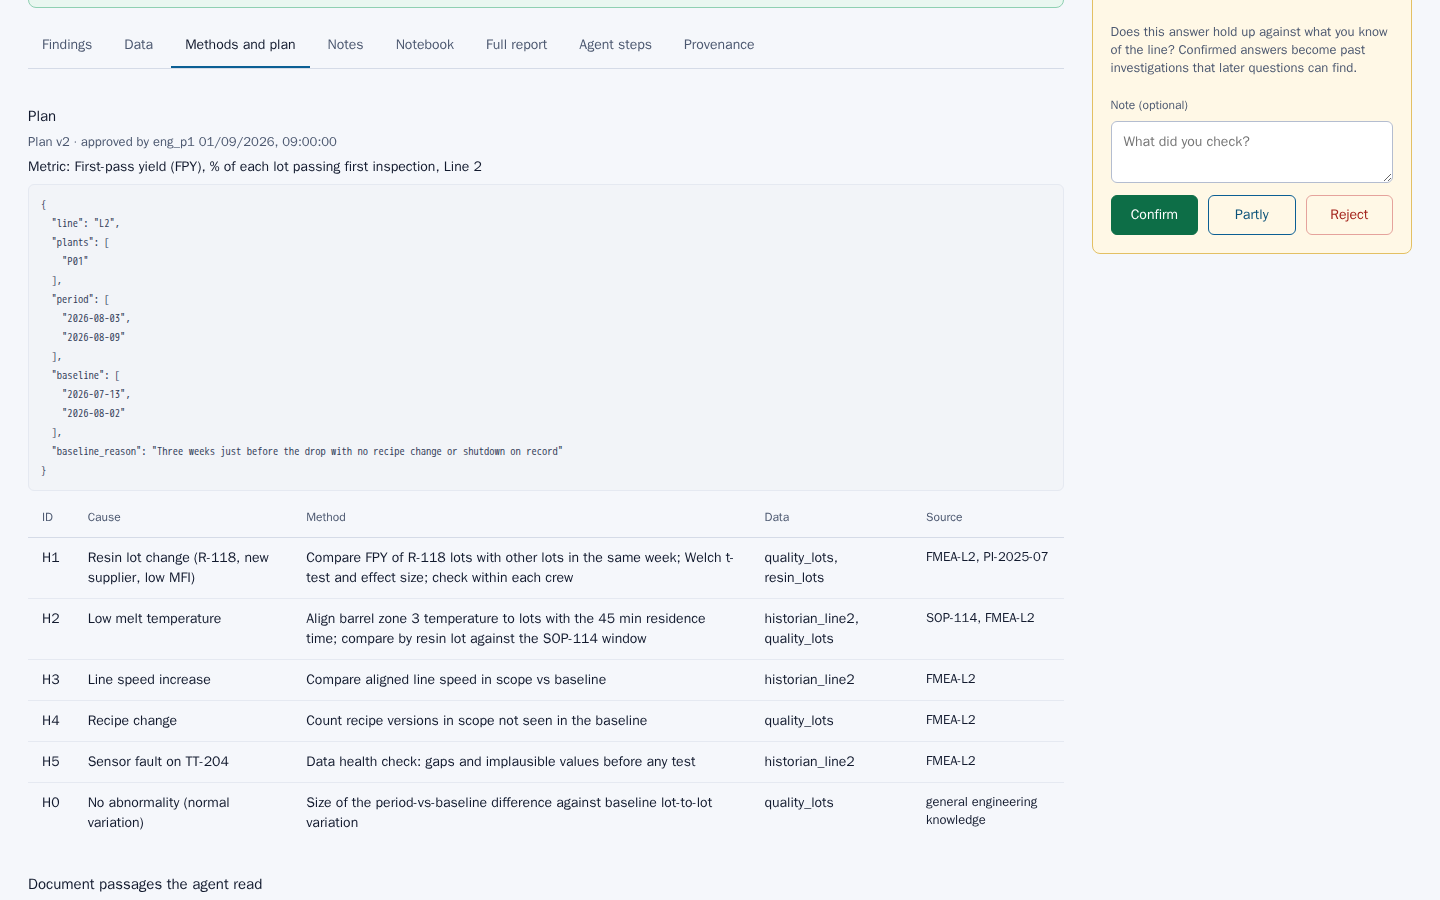 Findings
Data
Methods and plan
Notes
Notebook
Full report
Agent steps
Provenance
Plan
Plan v2 · approved by eng_p1 01/09/2026, 09:00:00
Metric: First-pass yield (FPY), % of each lot passing first inspection, Line 2
{
"line": "L2",
"plants": [
"P01"
],
"period": [
"2026-08-03",
"2026-08-09"
],
"baseline": [
"2026-07-13",
"2026-08-02"
],
"baseline_reason": "Three weeks just before the drop with no recipe change or shutdown on record"
}
ID Cause Method Data Source
H1 Resin lot change (R-118, new Compare FPY of R-118 lots with other lots in the same week; Welch t- quality_lots, FMEA-L2, PI-2025-07
supplier, low MFI) test and effect size; check within each crew resin_lots
H2 Low melt temperature Align barrel zone 3 temperature to lots with the 45 min residence historian_line2, SOP-114, FMEA-L2
time; compare by resin lot against the SOP-114 window quality_lots
H3 Line speed increase Compare aligned line speed in scope vs baseline historian_line2 FMEA-L2
H4 Recipe change Count recipe versions in scope not seen in the baseline quality_lots FMEA-L2
H5 Sensor fault on TT-204 Data health check: gaps and implausible values before any test historian_line2 FMEA-L2
H0 No abnormality (normal Size of the period-vs-baseline difference against baseline lot-to-lot quality_lots general engineering
variation) variation knowledge
Document passages the agent read
Does this answer hold up against what you know
of the line? Confirmed answers become past
investigations that later questions can find.
Note (optional)
What did you check?
Confirm
Partly
Reject